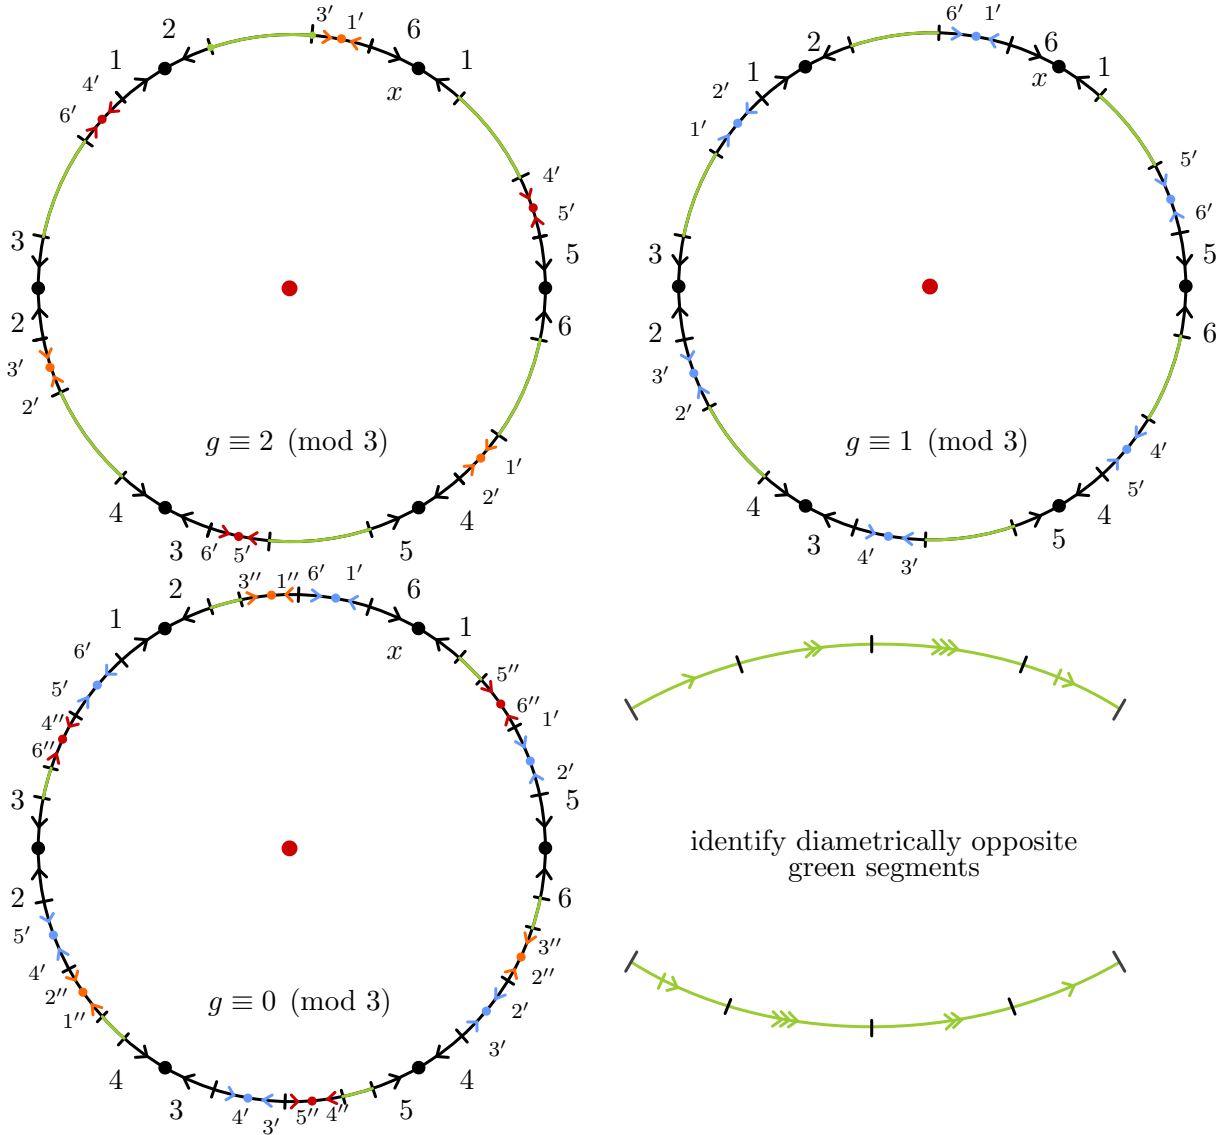 3′ 1′ 6
2 1
1 x
4′
6′
4′
5′
3 5
2 6
3′
2′
g ≡ 2 (mod 3)
1′
2′
4 4
3 6′ 5′ 5
6′ 1′
2 6
x 1
2′ 1
1′
5′
6′
3 5
2 6
3′
2′
g ≡ 1 (mod 3)
4′
5′
4 4
3 4′ 3′ 5
3′′ 1′′ 6′ 1′ 6
2 1
1 x
6′ 5′′
5′ 6′′
4′′ 1′
6′′ 2′
3 5
2 6
5′ 3′′
4′ 2′′
2′′ 2′
1′′ 3′
g ≡ 0 (mod 3)
4 4
3 4′ 3′ 5′′ 4′′ 5
identify diametrically opposite
green segments